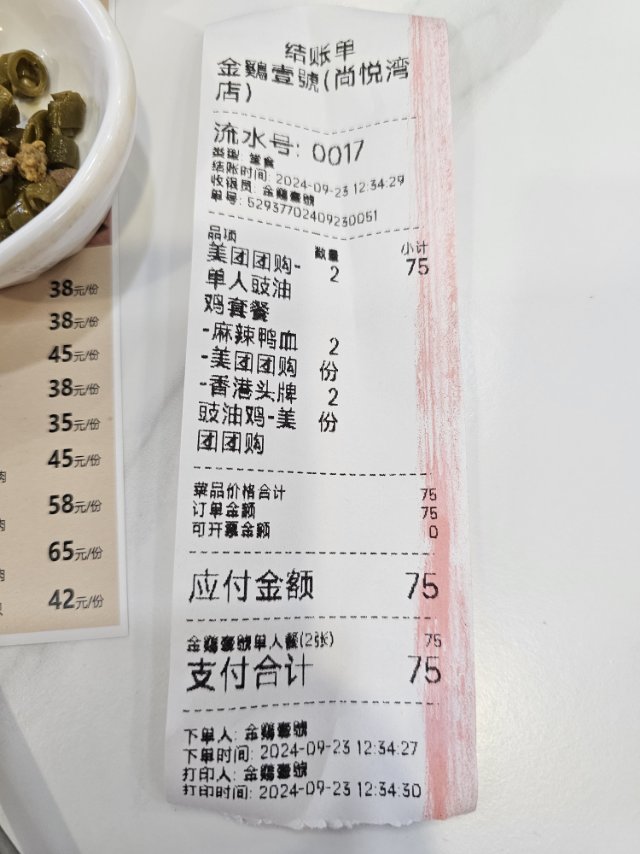 结账单
金鷄壹號(尚悦湾
店)
流水号: 0017
类型: 堂食
结账时间: 2024-09-23 12:34:29
收银员: 金鷄壹號
单号: 52937702409230051
品项 数量 小计
美团团购- 2 75
单人豉油
鸡套餐
-麻辣鸭血 2
-美团团购 份
-香港头牌 2
豉油鸡-美 份
团团购
菜品价格合计 75
订单金额 75
可开票金额 0
应付金额 75
金鷄壹號单人餐(2张) 75
支付合计 75
下单人: 金鷄壹號
下单时间: 2024-09-23 12:34:27
打印人: 金鷄壹號
打印时间: 2024-09-23 12:34:30
38元/份
38元/份
45元/份
38元/份
35元/份
45元/份
肉
58元/份
肉
65元/份
肉
42元/份